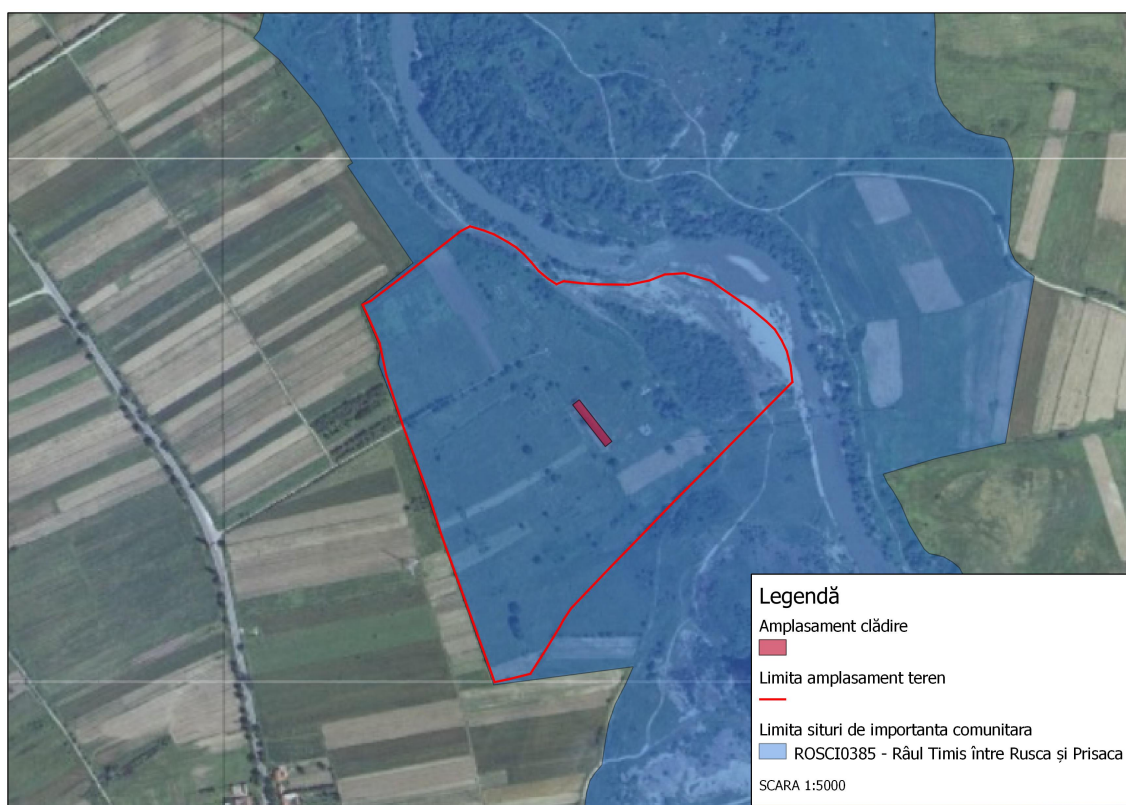 Legendă
Amplasament clădire
Limita amplasament teren
Limita situri de importanta comunitara
ROSCI0385 - Râul Timis între Rusca și Prisaca
SCARA 1:5000